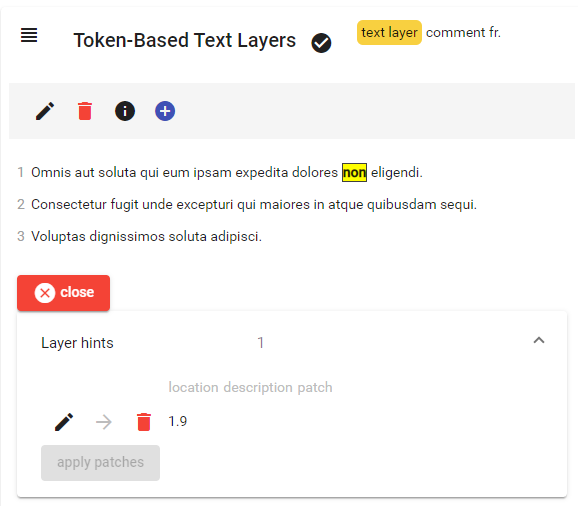 Token-Based Text Layers text layer comment fr.
1 Omnis aut soluta qui eum ipsam expedita dolores non eligendi.
2 Consectetur fugit unde excepturi qui maiores in atque quibusdam sequi.
3 Voluptas dignissimos soluta adipisci.
close
Layer hints 1
location description patch
1.9
apply patches